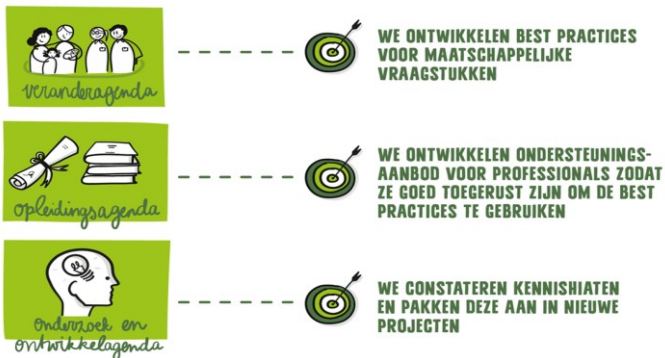 veranderagenda
WE ONTWIKKELEN BEST PRACTICES
VOOR MAATSCHAPPELIJKE
VRAAGSTUKKEN
opleidingsagenda
WE ONTWIKKELEN ONDERSTEUNINGS-
AANBOD VOOR PROFESSIONALS ZODAT
ZE GOED TOEGERUST ZIJN OM DE BEST
PRACTICES TE GEBRUIKEN
onderzoek en
ontwikkelagenda
WE CONSTATEREN KENNISHIATEN
EN PAKKEN DEZE AAN IN NIEUWE
PROJECTEN